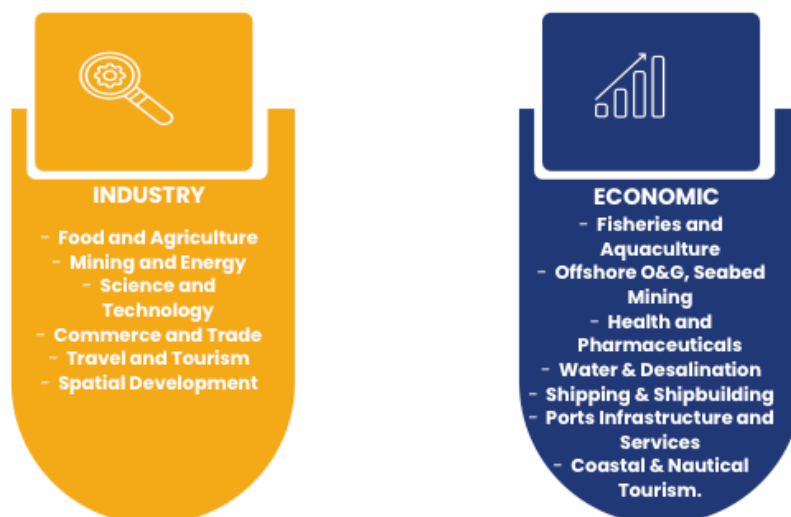 INDUSTRY
- Food and Agriculture
- Mining and Energy
- Science and
Technology
- Commerce and Trade
- Travel and Tourism
- Spatial Development
ECONOMIC
- Fisheries and
Aquaculture
- Offshore O&G, Seabed
Mining
- Health and
Pharmaceuticals
- Water & Desalination
- Shipping & Shipbuilding
- Ports Infrastructure and
Services
- Coastal & Nautical
Tourism.